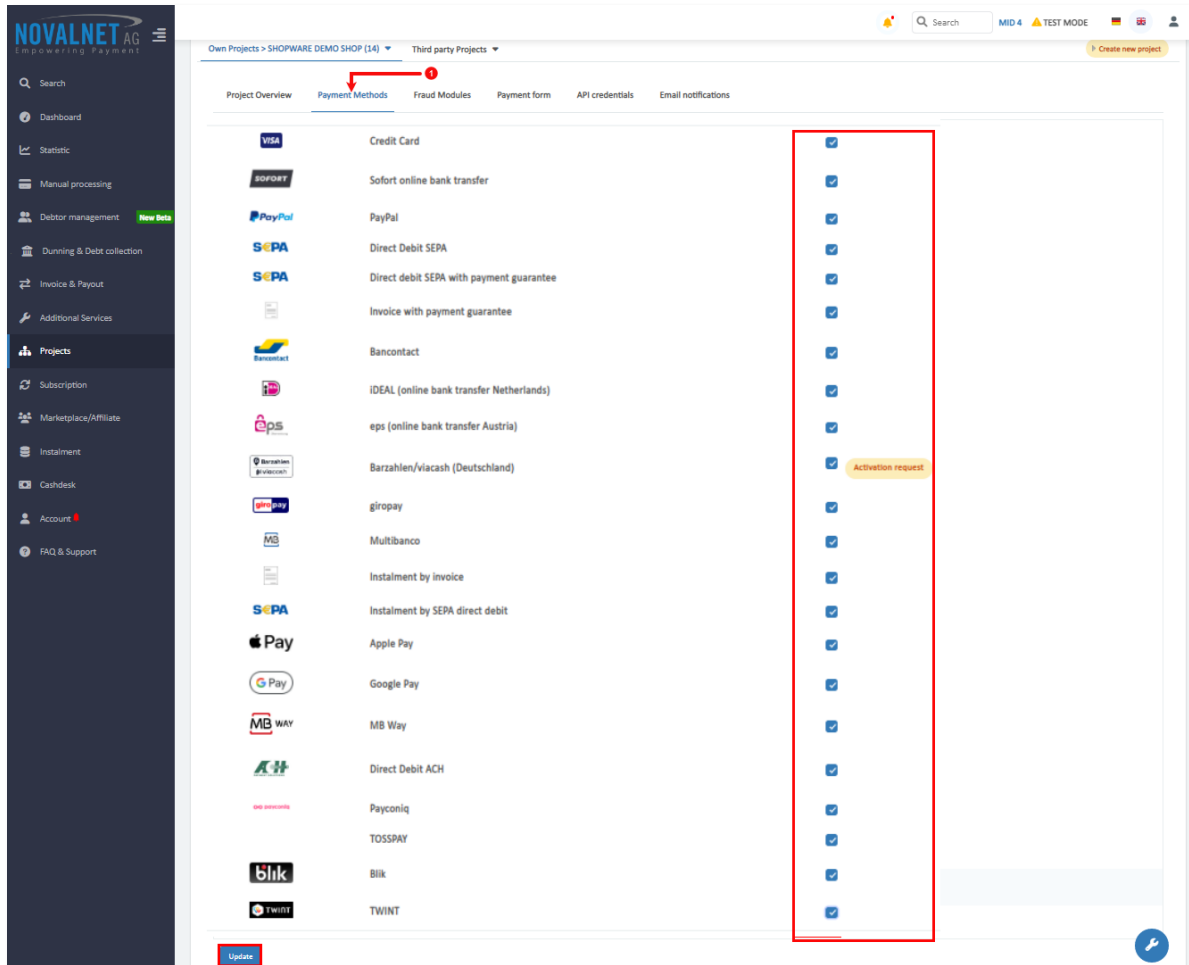 NOVALNET AG
Empowering Payment
Search
MID 4
TEST MODE
Own Projects > SHOPWARE DEMO SHOP (14)
Third party Projects
Create new project
1
Search
Dashboard
Statistic
Manual processing
Debtor management New Beta
Dunning & Debt collection
Invoice & Payout
Additional Services
Projects
Subscription
Marketplace/Affiliate
Instalment
Cashdesk
Account
FAQ & Support
Project Overview
Payment Methods
Fraud Modules
Payment form
API credentials
Email notifications
VISA Credit Card
SOFORT Sofort online bank transfer
PayPal PayPal
SEPA Direct Debit SEPA
SEPA Direct debit SEPA with payment guarantee
Invoice with payment guarantee
Bancontact Bancontact
iDEAL (online bank transfer Netherlands)
eps eps (online bank transfer Austria)
Barzahlen viacash Barzahlen/viacash (Deutschland) Activation request
giropay giropay
MB Multibanco
Instalment by invoice
SEPA Instalment by SEPA direct debit
Pay Apple Pay
G Pay Google Pay
MB WAY MB Way
ACH Direct Debit ACH
Payconiq
TOSSPAY
blik Blik
TWINT TWINT
Update